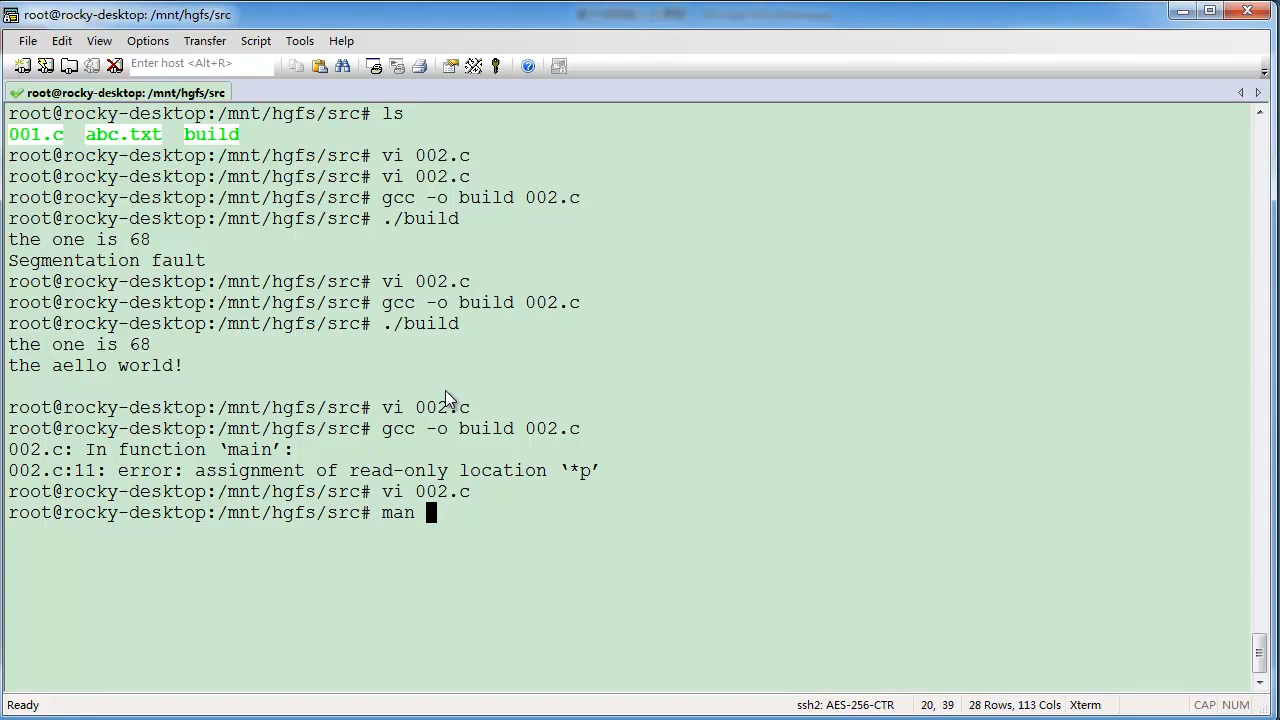 root@rocky-desktop: /mnt/hgfs/src
File Edit View Options Transfer Script Tools Help
Enter host <Alt+R>
root@rocky-desktop: /mnt/hgfs/src
root@rocky-desktop:/mnt/hgfs/src# ls
001.c abc.txt build
root@rocky-desktop:/mnt/hgfs/src# vi 002.c
root@rocky-desktop:/mnt/hgfs/src# vi 002.c
root@rocky-desktop:/mnt/hgfs/src# gcc -o build 002.c
root@rocky-desktop:/mnt/hgfs/src# ./build
the one is 68
Segmentation fault
root@rocky-desktop:/mnt/hgfs/src# vi 002.c
root@rocky-desktop:/mnt/hgfs/src# gcc -o build 002.c
root@rocky-desktop:/mnt/hgfs/src# ./build
the one is 68
the aello world!
root@rocky-desktop:/mnt/hgfs/src# vi 002.c
root@rocky-desktop:/mnt/hgfs/src# gcc -o build 002.c
002.c: In function ‘main’:
002.c:11: error: assignment of read-only location ‘*p’
root@rocky-desktop:/mnt/hgfs/src# vi 002.c
root@rocky-desktop:/mnt/hgfs/src# man
Ready ssh2: AES-256-CTR 20, 39 28 Rows, 113 Cols Xterm CAP NUM